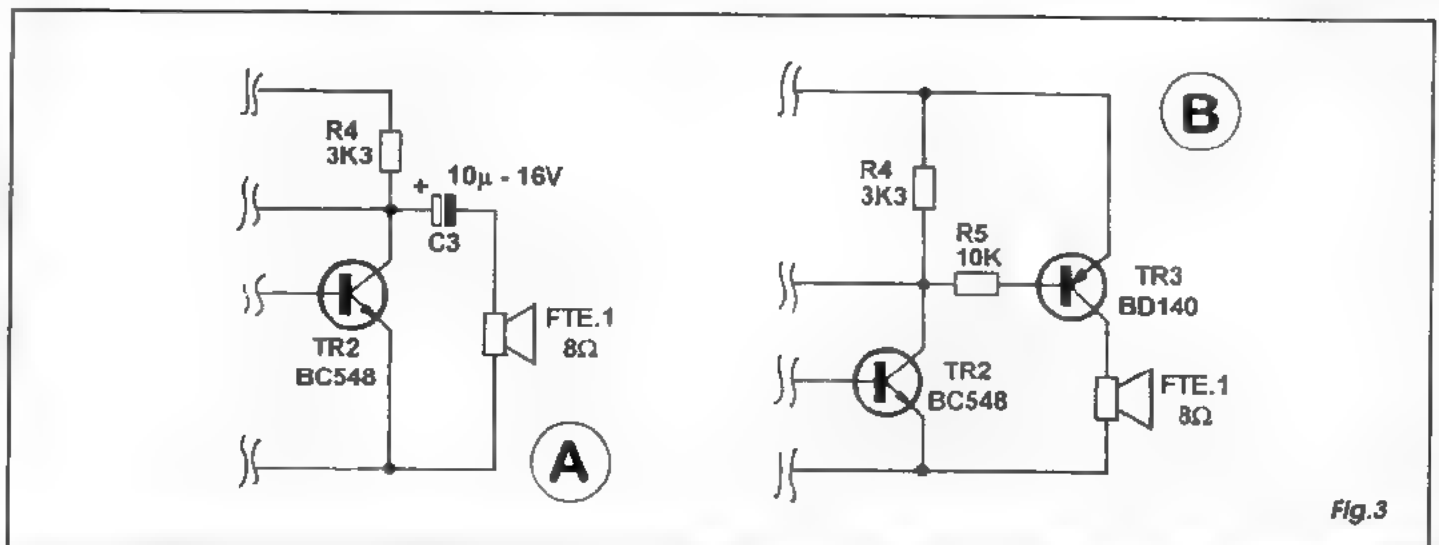 R4
3K3
+ 10µ - 16V
C3
TR2
BC548
FTE.1
8Ω
A
R4
3K3
R5
10K
TR3
BD140
TR2
BC548
FTE.1
8Ω
B
Fig.3